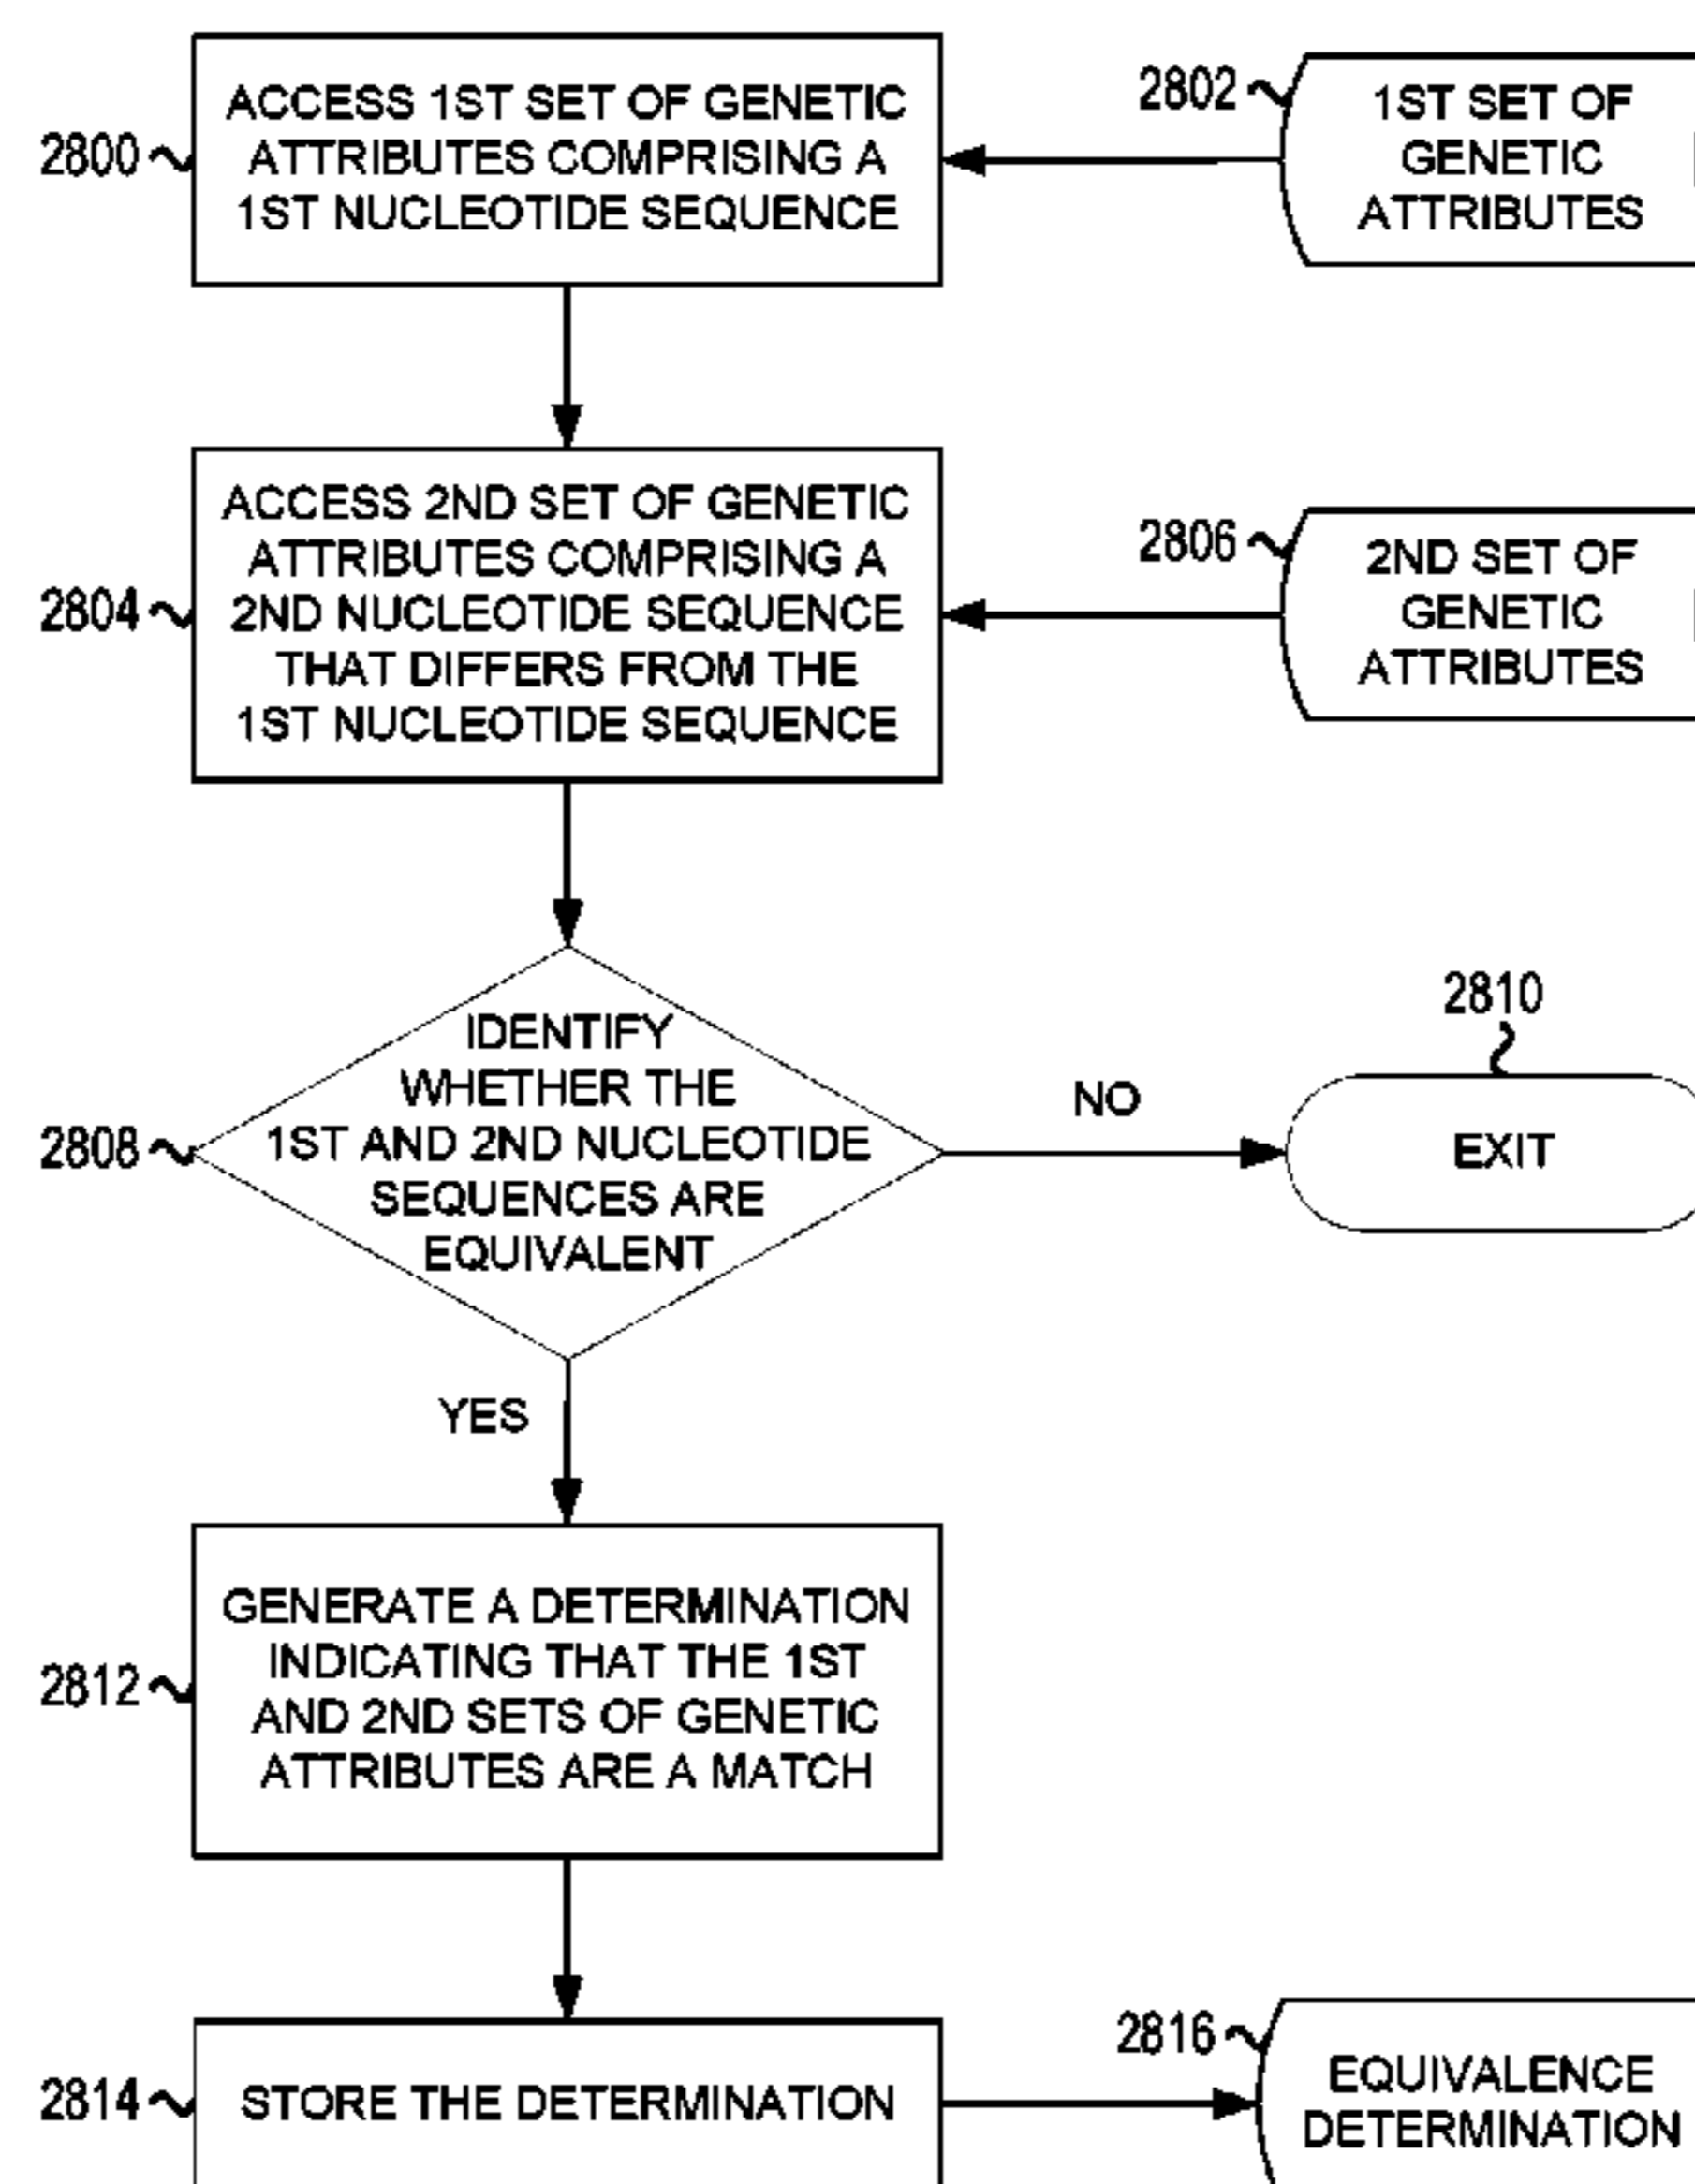 2800
ACCESS 1ST SET OF GENETIC
ATTRIBUTES COMPRISING A
1ST NUCLEOTIDE SEQUENCE
2802
1ST SET OF
GENETIC
ATTRIBUTES
2804
ACCESS 2ND SET OF GENETIC
ATTRIBUTES COMPRISING A
2ND NUCLEOTIDE SEQUENCE
THAT DIFFERS FROM THE
1ST NUCLEOTIDE SEQUENCE
2806
2ND SET OF
GENETIC
ATTRIBUTES
2808
IDENTIFY
WHETHER THE
1ST AND 2ND NUCLEOTIDE
SEQUENCES ARE
EQUIVALENT
NO
2810
EXIT
YES
2812
GENERATE A DETERMINATION
INDICATING THAT THE 1ST
AND 2ND SETS OF GENETIC
ATTRIBUTES ARE A MATCH
2814
STORE THE DETERMINATION
2816
EQUIVALENCE
DETERMINATION